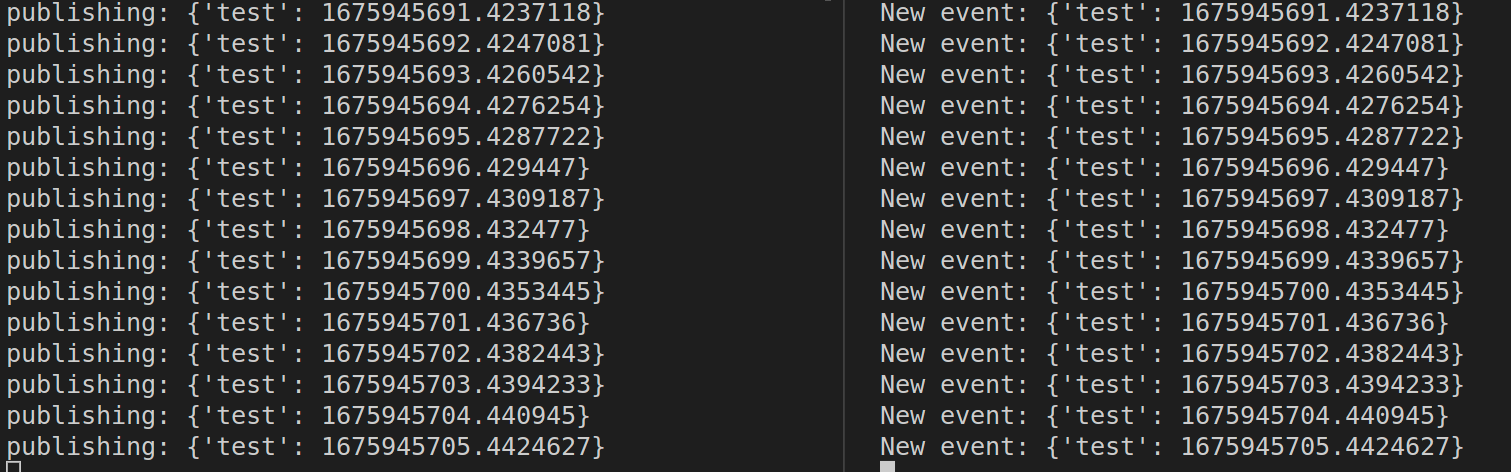 publishing: {'test': 1675945691.4237118}
publishing: {'test': 1675945692.4247081}
publishing: {'test': 1675945693.4260542}
publishing: {'test': 1675945694.4276254}
publishing: {'test': 1675945695.4287722}
publishing: {'test': 1675945696.429447}
publishing: {'test': 1675945697.4309187}
publishing: {'test': 1675945698.432477}
publishing: {'test': 1675945699.4339657}
publishing: {'test': 1675945700.4353445}
publishing: {'test': 1675945701.436736}
publishing: {'test': 1675945702.4382443}
publishing: {'test': 1675945703.4394233}
publishing: {'test': 1675945704.440945}
publishing: {'test': 1675945705.4424627}
New event: {'test': 1675945691.4237118}
New event: {'test': 1675945692.4247081}
New event: {'test': 1675945693.4260542}
New event: {'test': 1675945694.4276254}
New event: {'test': 1675945695.4287722}
New event: {'test': 1675945696.429447}
New event: {'test': 1675945697.4309187}
New event: {'test': 1675945698.432477}
New event: {'test': 1675945699.4339657}
New event: {'test': 1675945700.4353445}
New event: {'test': 1675945701.436736}
New event: {'test': 1675945702.4382443}
New event: {'test': 1675945703.4394233}
New event: {'test': 1675945704.440945}
New event: {'test': 1675945705.4424627}